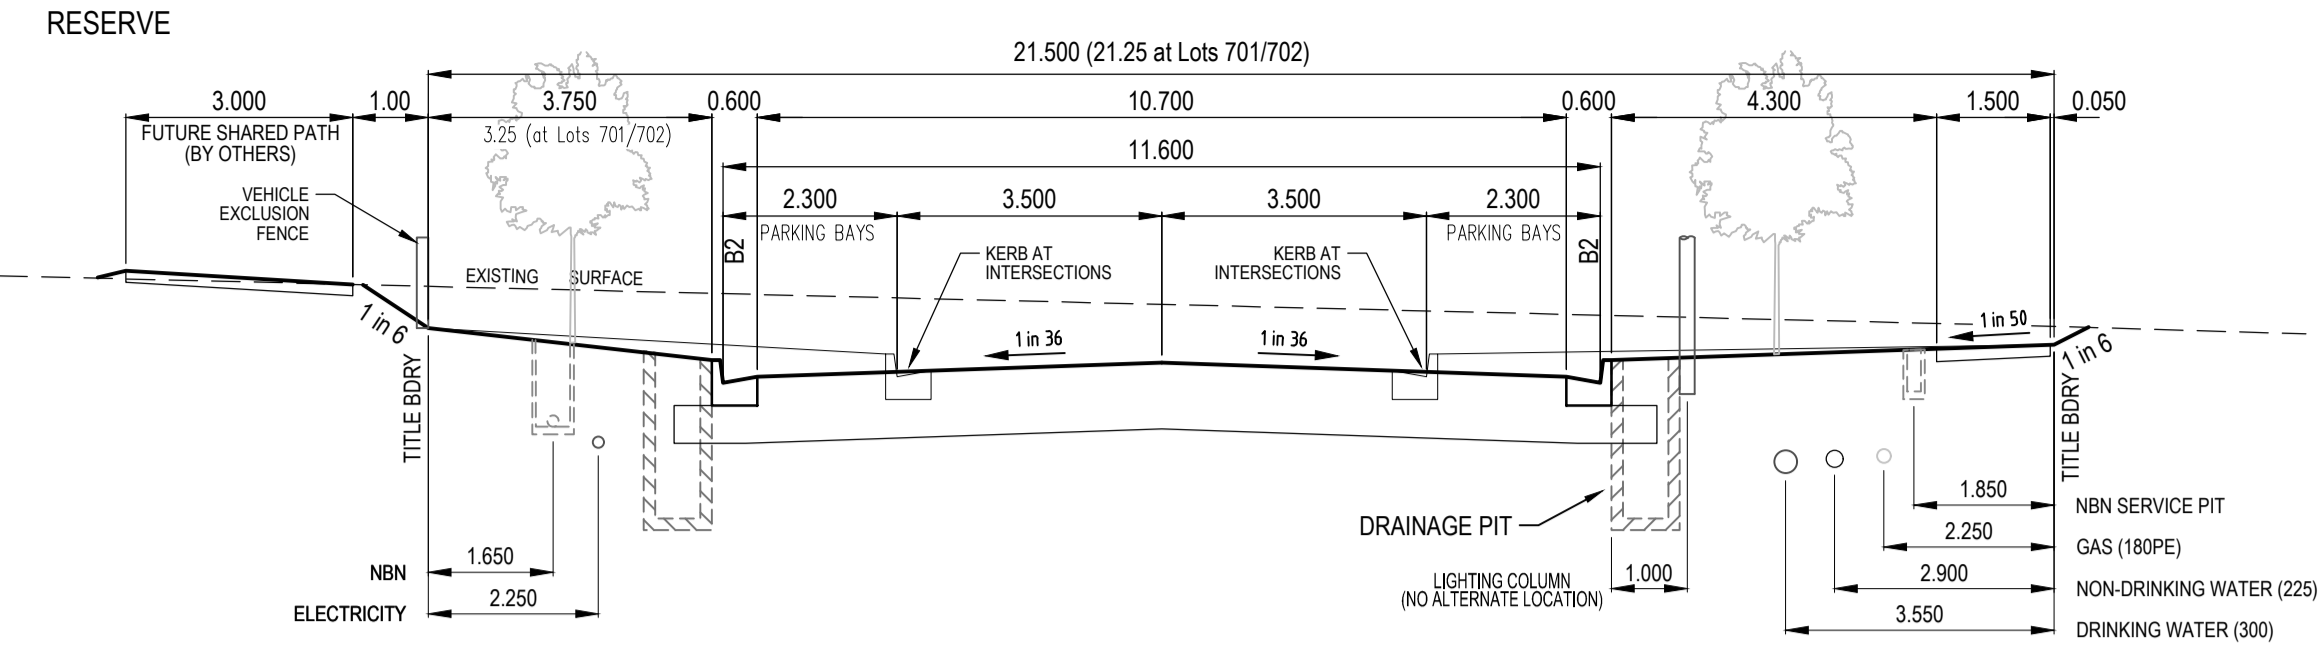 RESERVE
21.500 (21.25 at Lots 701/702)
3.000
1.00
3.750
0.600
10.700
0.600
4.300
1.500
0.050
FUTURE SHARED PATH
(BY OTHERS)
3.25 (at Lots 701/702)
11.600
VEHICLE
EXCLUSION
FENCE
2.300
3.500
3.500
2.300
PARKING BAYS
PARKING BAYS
B2
B2
KERB AT
INTERSECTIONS
KERB AT
INTERSECTIONS
EXISTING SURFACE
1 in 6
1 in 36
1 in 36
1 in 50
1 in 6
TITLE BDRY
TITLE BDRY
DRAINAGE PIT
1.850
NBN SERVICE PIT
2.250
GAS (180PE)
1.650
NBN
LIGHTING COLUMN
(NO ALTERNATE LOCATION)
1.000
2.900
NON-DRINKING WATER (225)
2.250
ELECTRICITY
3.550
DRINKING WATER (300)